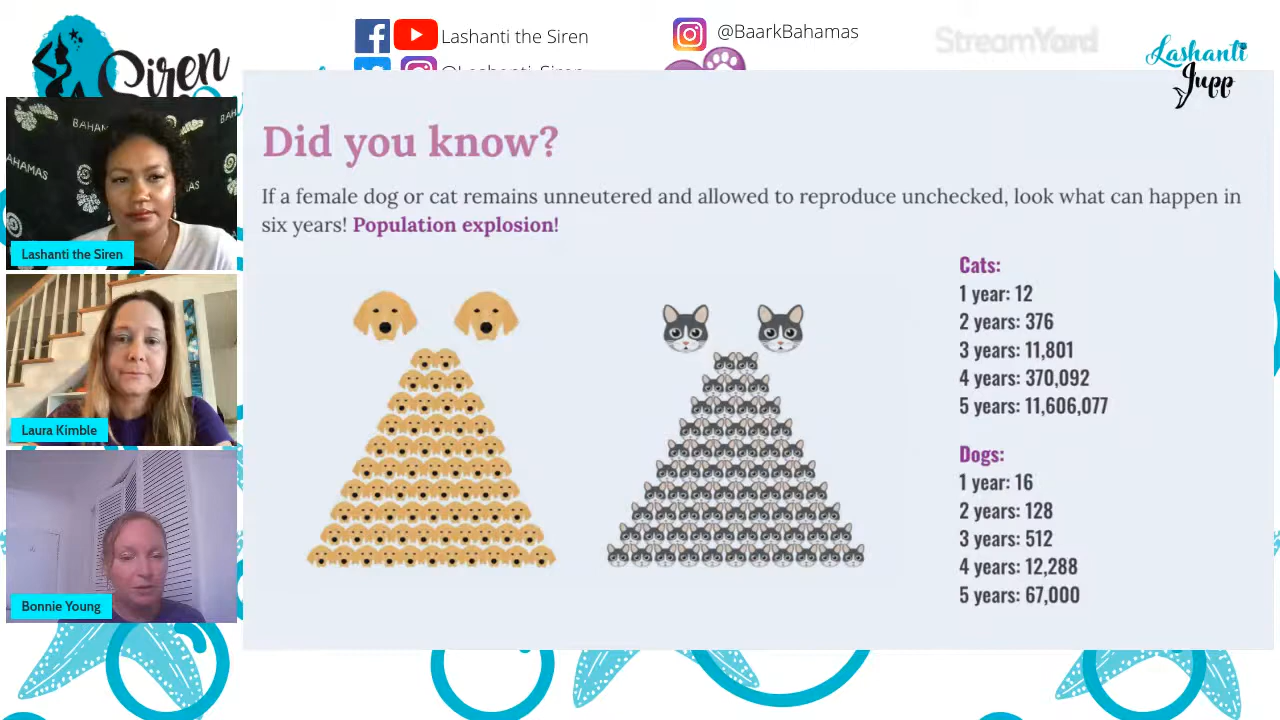 Siren
Lashanti the Siren
@BaarkBahamas
StreamYard
Lashanti
Jupp
BAHAMAS
BAHAMAS
Lashanti the Siren
Laura Kimble
Bonnie Young
Did you know?
If a female dog or cat remains unneutered and allowed to reproduce unchecked, look what can happen in
six years! Population explosion!
Cats:
1 year: 12
2 years: 376
3 years: 11,801
4 years: 370,092
5 years: 11,606,077
Dogs:
1 year: 16
2 years: 128
3 years: 512
4 years: 12,288
5 years: 67,000